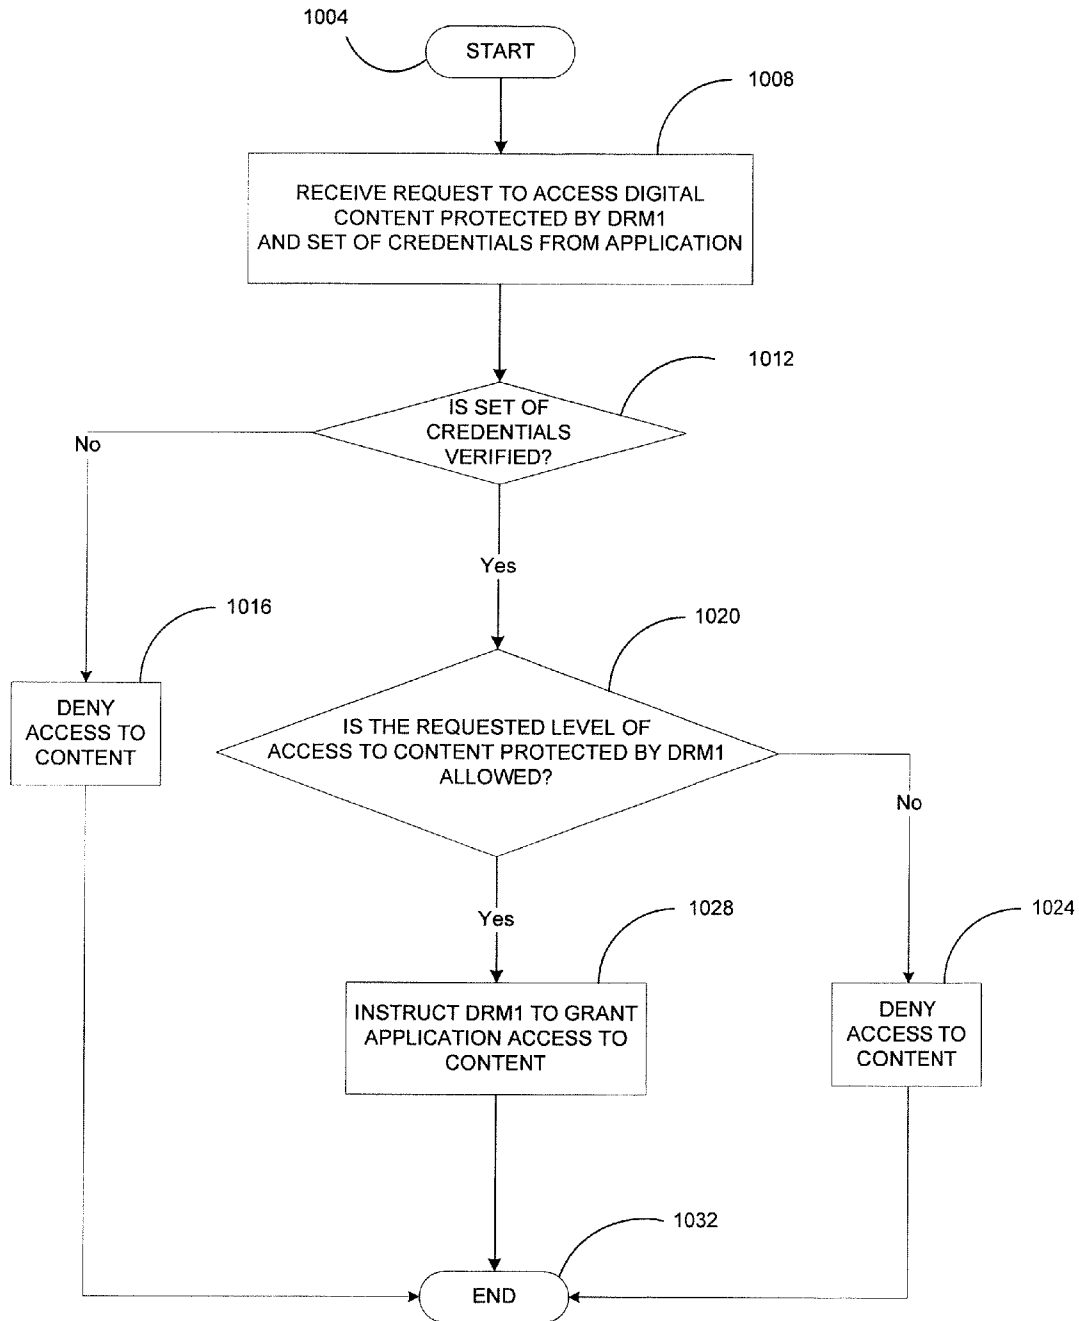 1004
START
1008
RECEIVE REQUEST TO ACCESS DIGITAL
CONTENT PROTECTED BY DRM1
AND SET OF CREDENTIALS FROM APPLICATION
1012
IS SET OF
CREDENTIALS
VERIFIED?
No
Yes
1016
1020
DENY
ACCESS TO
CONTENT
IS THE REQUESTED LEVEL OF
ACCESS TO CONTENT PROTECTED BY DRM1
ALLOWED?
No
Yes
1028
1024
INSTRUCT DRM1 TO GRANT
APPLICATION ACCESS TO
CONTENT
DENY
ACCESS TO
CONTENT
1032
END